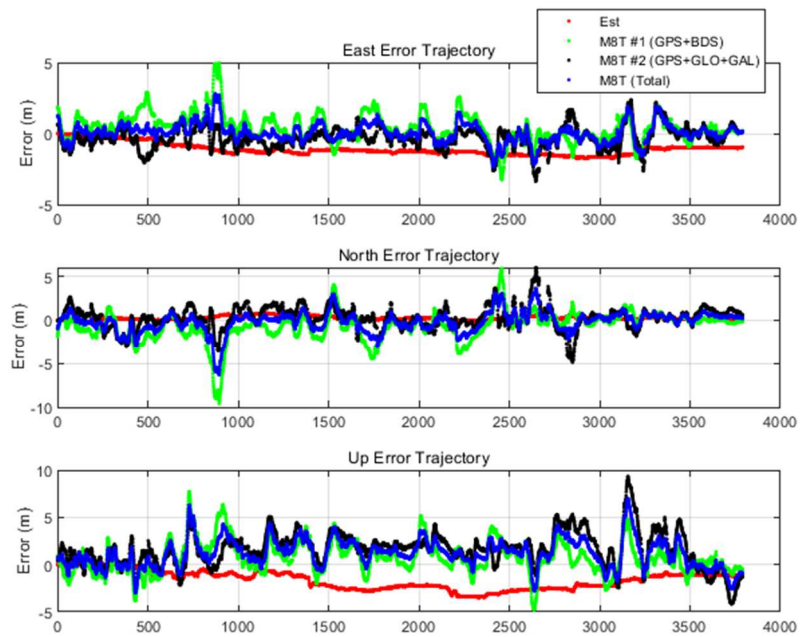 Est
M8T #1 (GPS+BDS)
M8T #2 (GPS+GLO+GAL)
M8T (Total)
East Error Trajectory
Error (m)
5
0
-5
0 500 1000 1500 2000 2500 3000 3500 4000
North Error Trajectory
Error (m)
5
0
-5
-10
0 500 1000 1500 2000 2500 3000 3500 4000
Up Error Trajectory
Error (m)
10
5
0
-5
0 500 1000 1500 2000 2500 3000 3500 4000